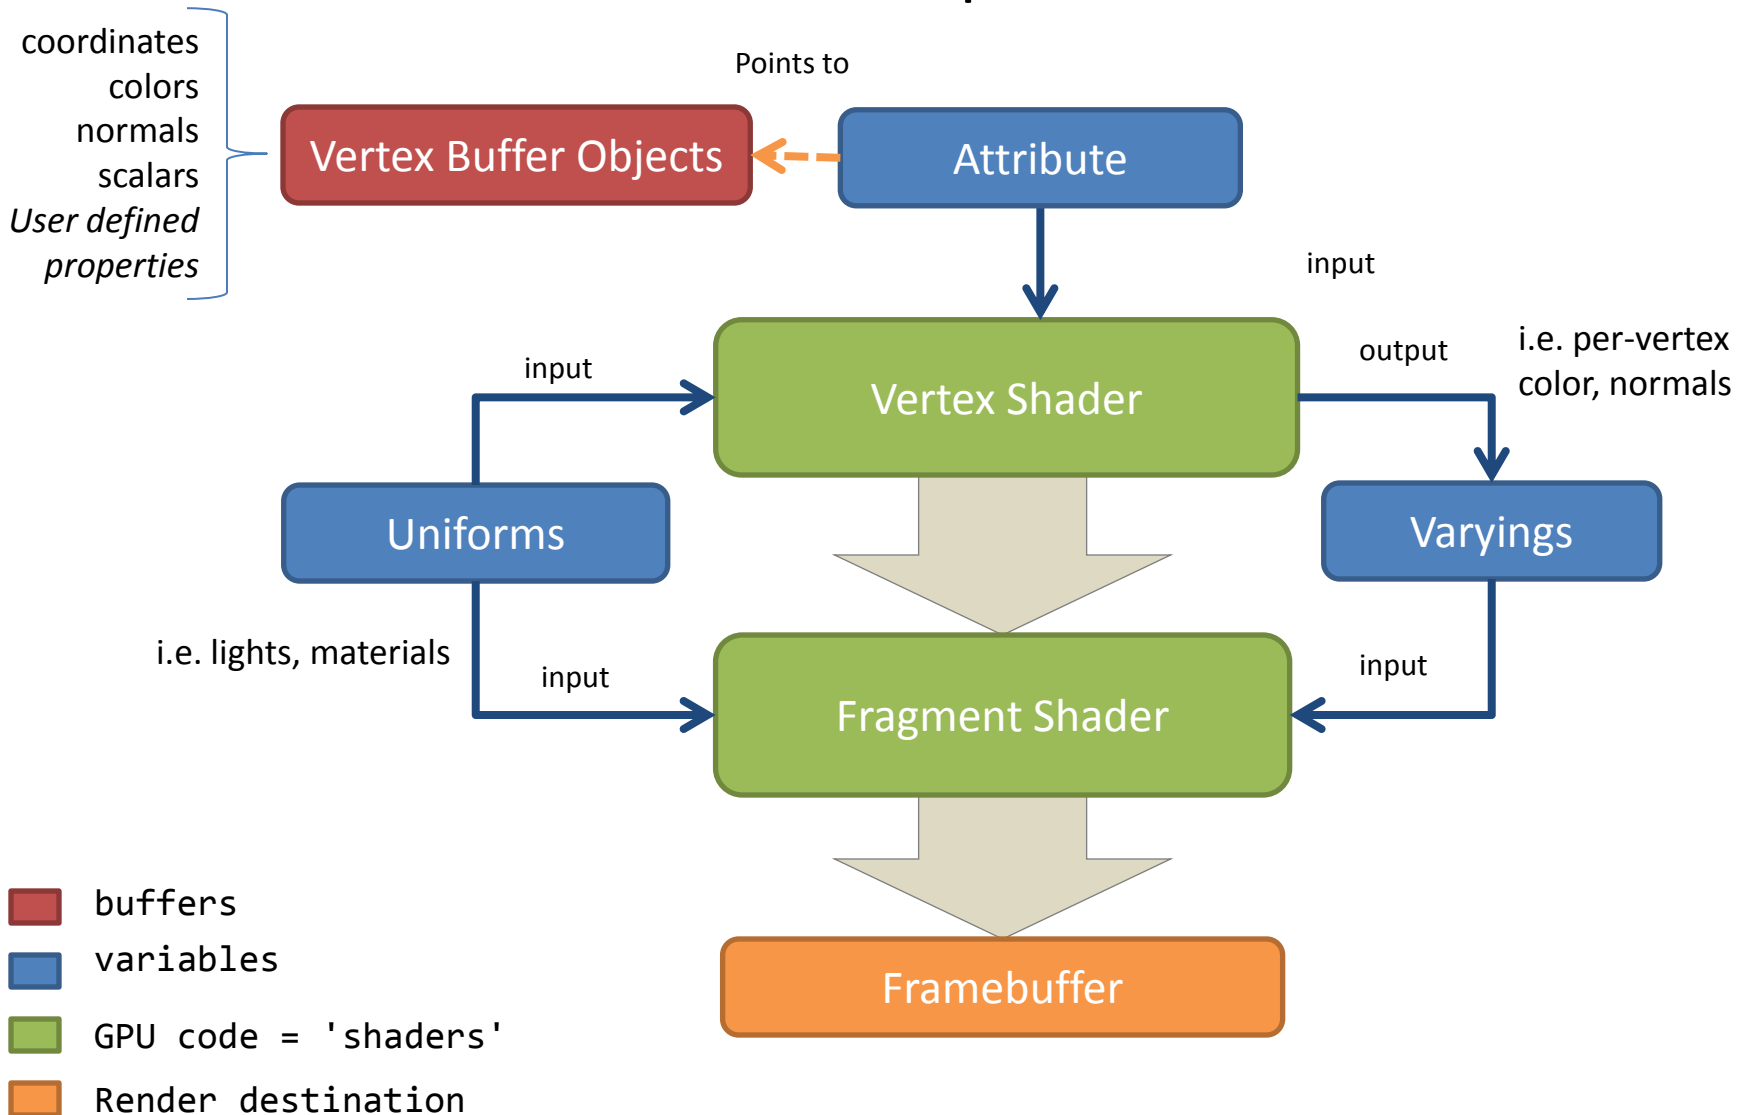 coordinates
colors
normals
scalars
User defined
properties
Points to
Vertex Buffer Objects
Attribute
input
input
Vertex Shader
output
i.e. per-vertex
color, normals
Uniforms
Varyings
i.e. lights, materials
input
Fragment Shader
input
buffers
variables
GPU code = 'shaders'
Render destination
Framebuffer